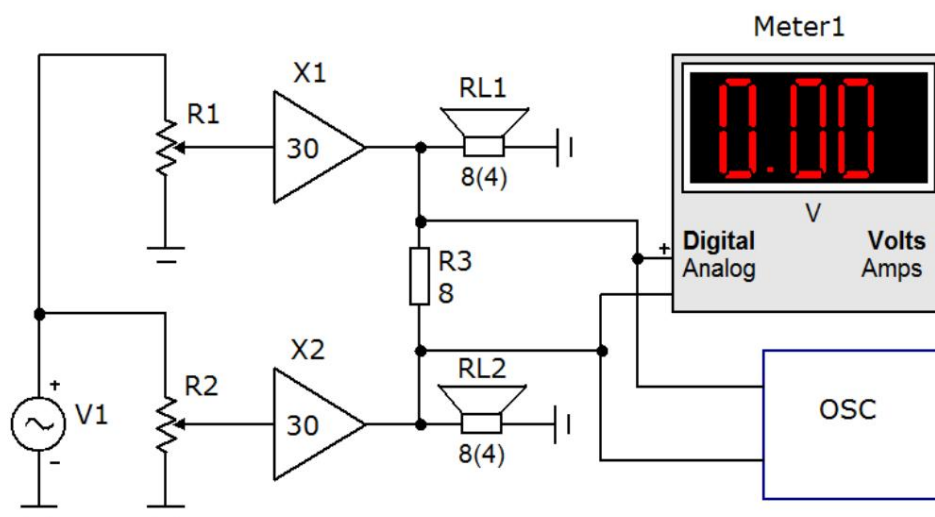 Meter1
X1
RL1
R1
30
8(4)
0.00
V
Digital Volts
Analog Amps
R3
8
X2
RL2
R2
V1
30
8(4)
OSC
+
+
−